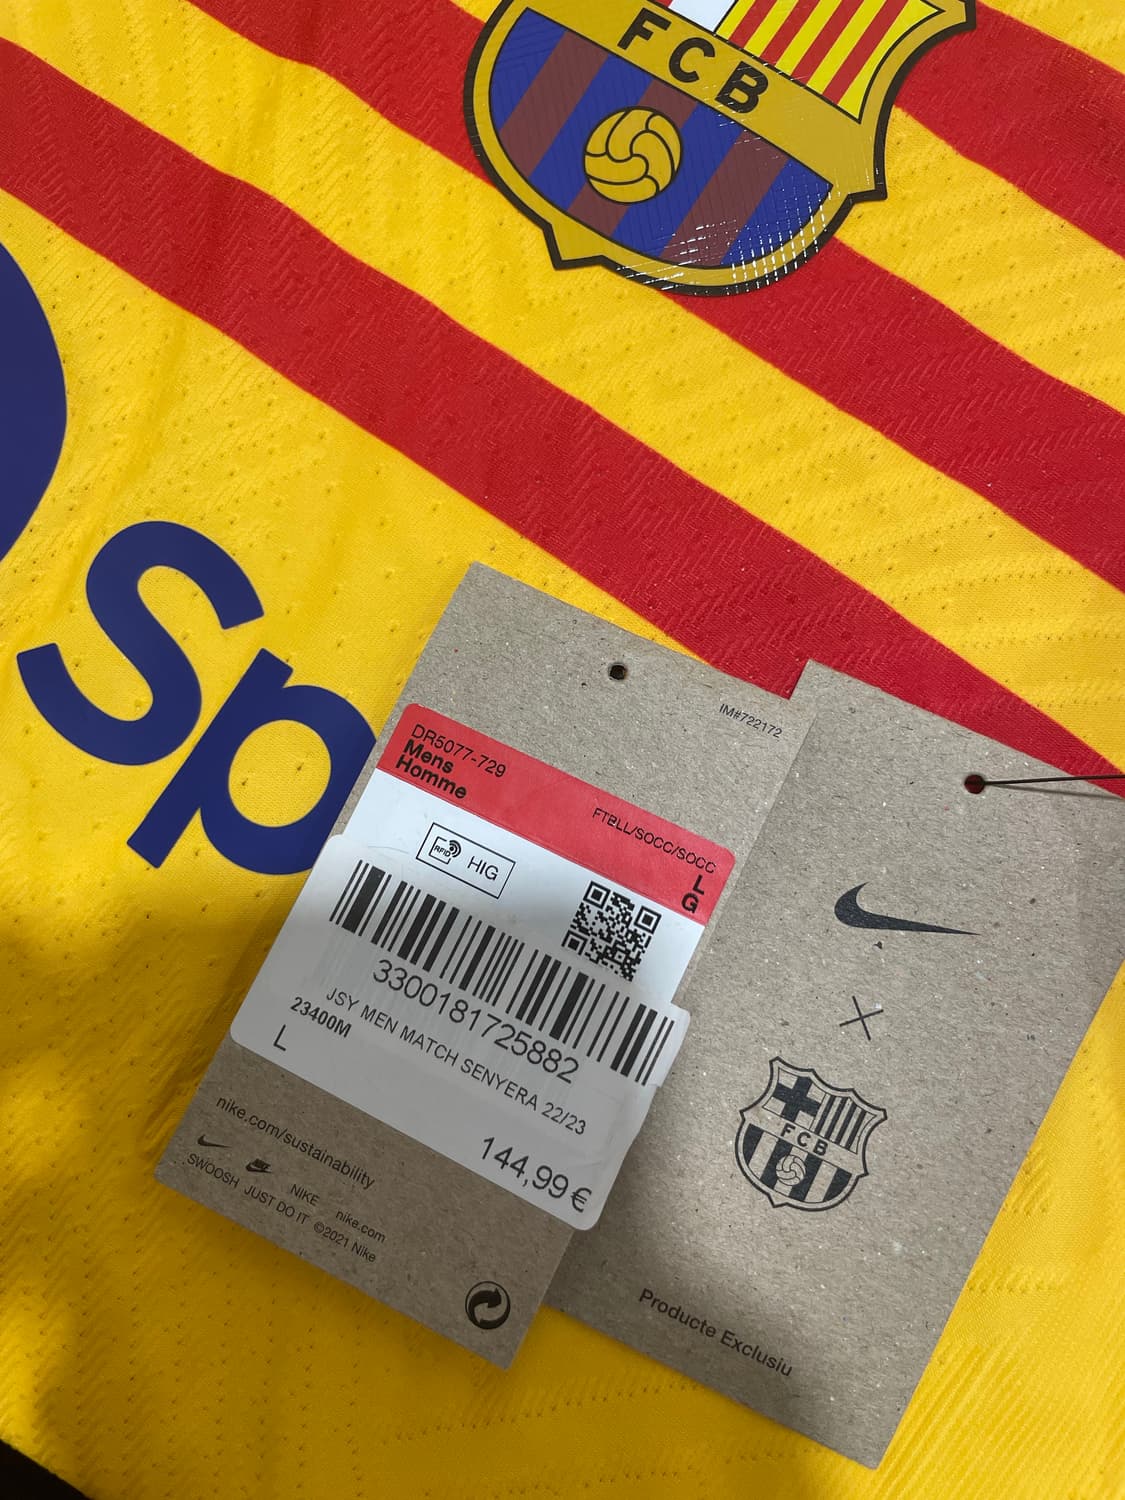 FCB
sp
IM#722172
DR5077-729
Mens
Homme
FTBLL/SOCC/SOCC
L
G
RFID
HIG
3300181725882
JSY MEN MATCH SENYERA 22/23
23400M
L
144,99 €
nike.com/sustainability
SWOOSH JUST DO IT NIKE nike.com
©2021 Nike
FCB
Producte Exclusiu